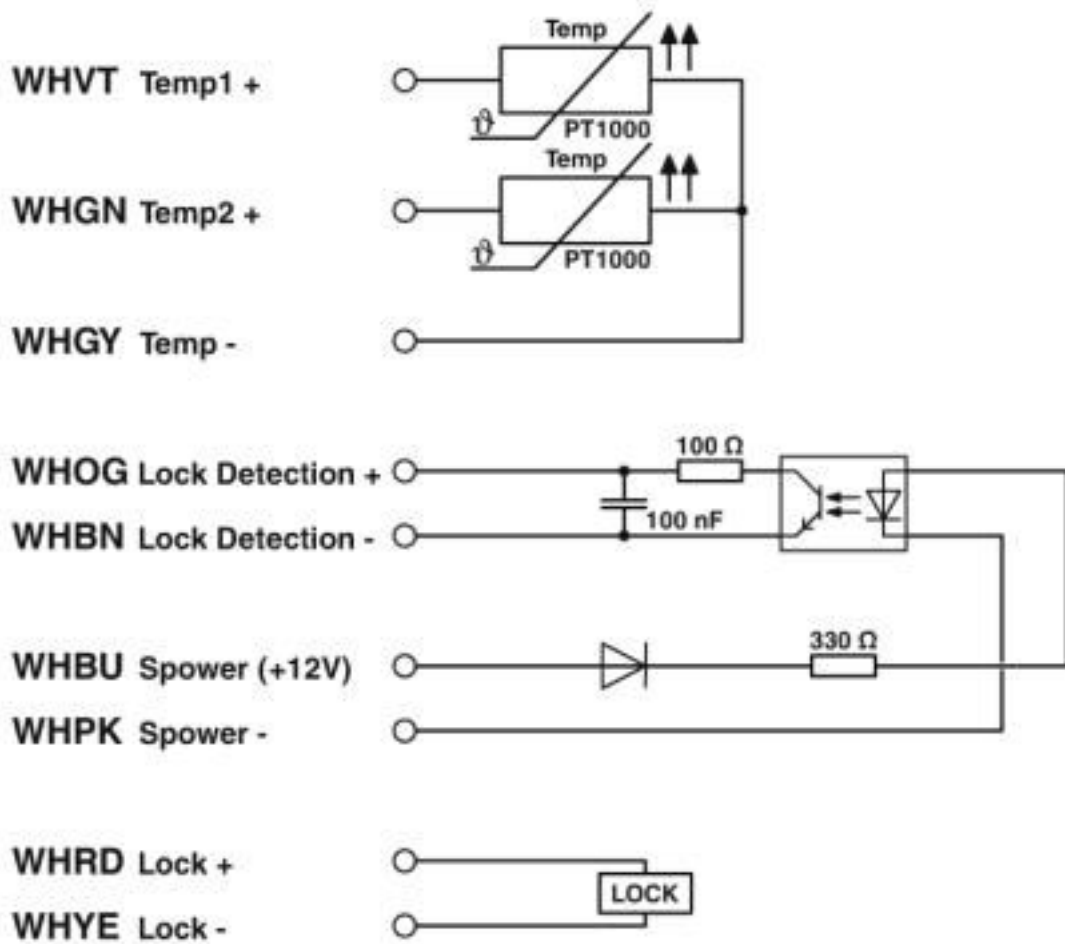 Temp
WHVT Temp1 +
ϑ PT1000
Temp
WHGN Temp2 +
ϑ PT1000
WHGY Temp -
100 Ω
WHOG Lock Detection +
100 nF
WHBN Lock Detection -
330 Ω
WHBU Spower (+12V)
WHPK Spower -
WHRD Lock +
LOCK
WHYE Lock -